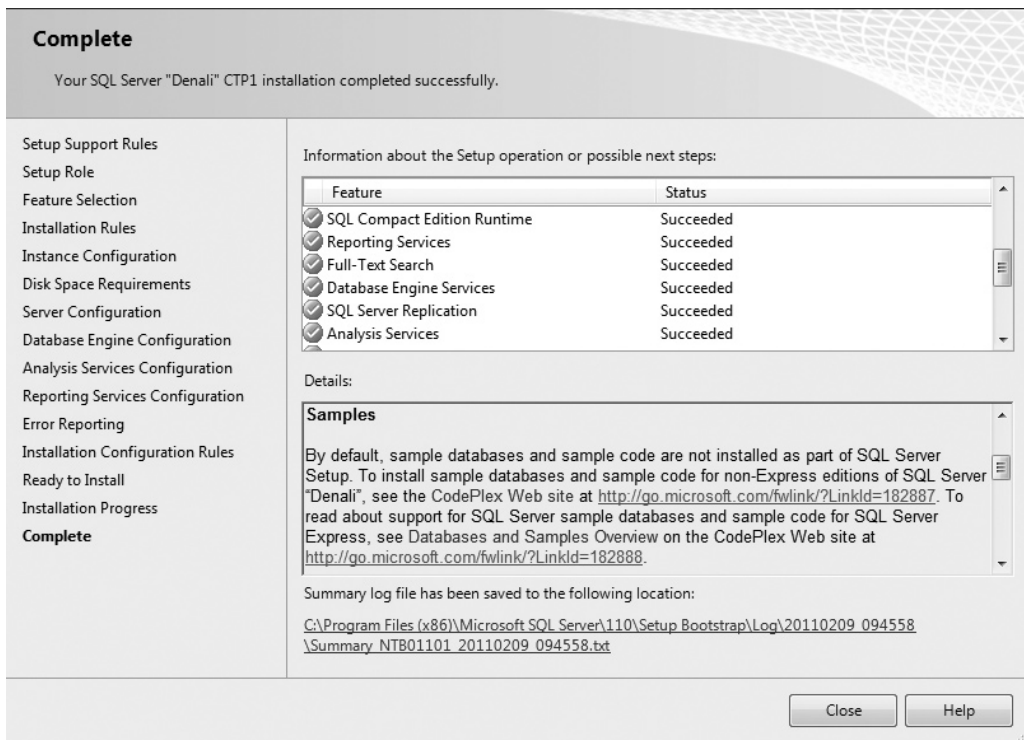 Complete
Your SQL Server "Denali" CTP1 installation completed successfully.
Setup Support Rules
Setup Role
Feature Selection
Installation Rules
Instance Configuration
Disk Space Requirements
Server Configuration
Database Engine Configuration
Analysis Services Configuration
Reporting Services Configuration
Error Reporting
Installation Configuration Rules
Ready to Install
Installation Progress
Complete
Information about the Setup operation or possible next steps:
Feature Status
SQL Compact Edition Runtime Succeeded
Reporting Services Succeeded
Full-Text Search Succeeded
Database Engine Services Succeeded
SQL Server Replication Succeeded
Analysis Services Succeeded
Details:
Samples
By default, sample databases and sample code are not installed as part of SQL Server
Setup. To install sample databases and sample code for non-Express editions of SQL Server
“Denali”, see the CodePlex Web site at http://go.microsoft.com/fwlink/?LinkId=182887. To
read about support for SQL Server sample databases and sample code for SQL Server
Express, see Databases and Samples Overview on the CodePlex Web site at
http://go.microsoft.com/fwlink/?LinkId=182888.
Summary log file has been saved to the following location:
C:\Program Files (x86)\Microsoft SQL Server\110\Setup Bootstrap\Log\20110209_094558
\Summary_NTB01101_20110209_094558.txt
Close Help